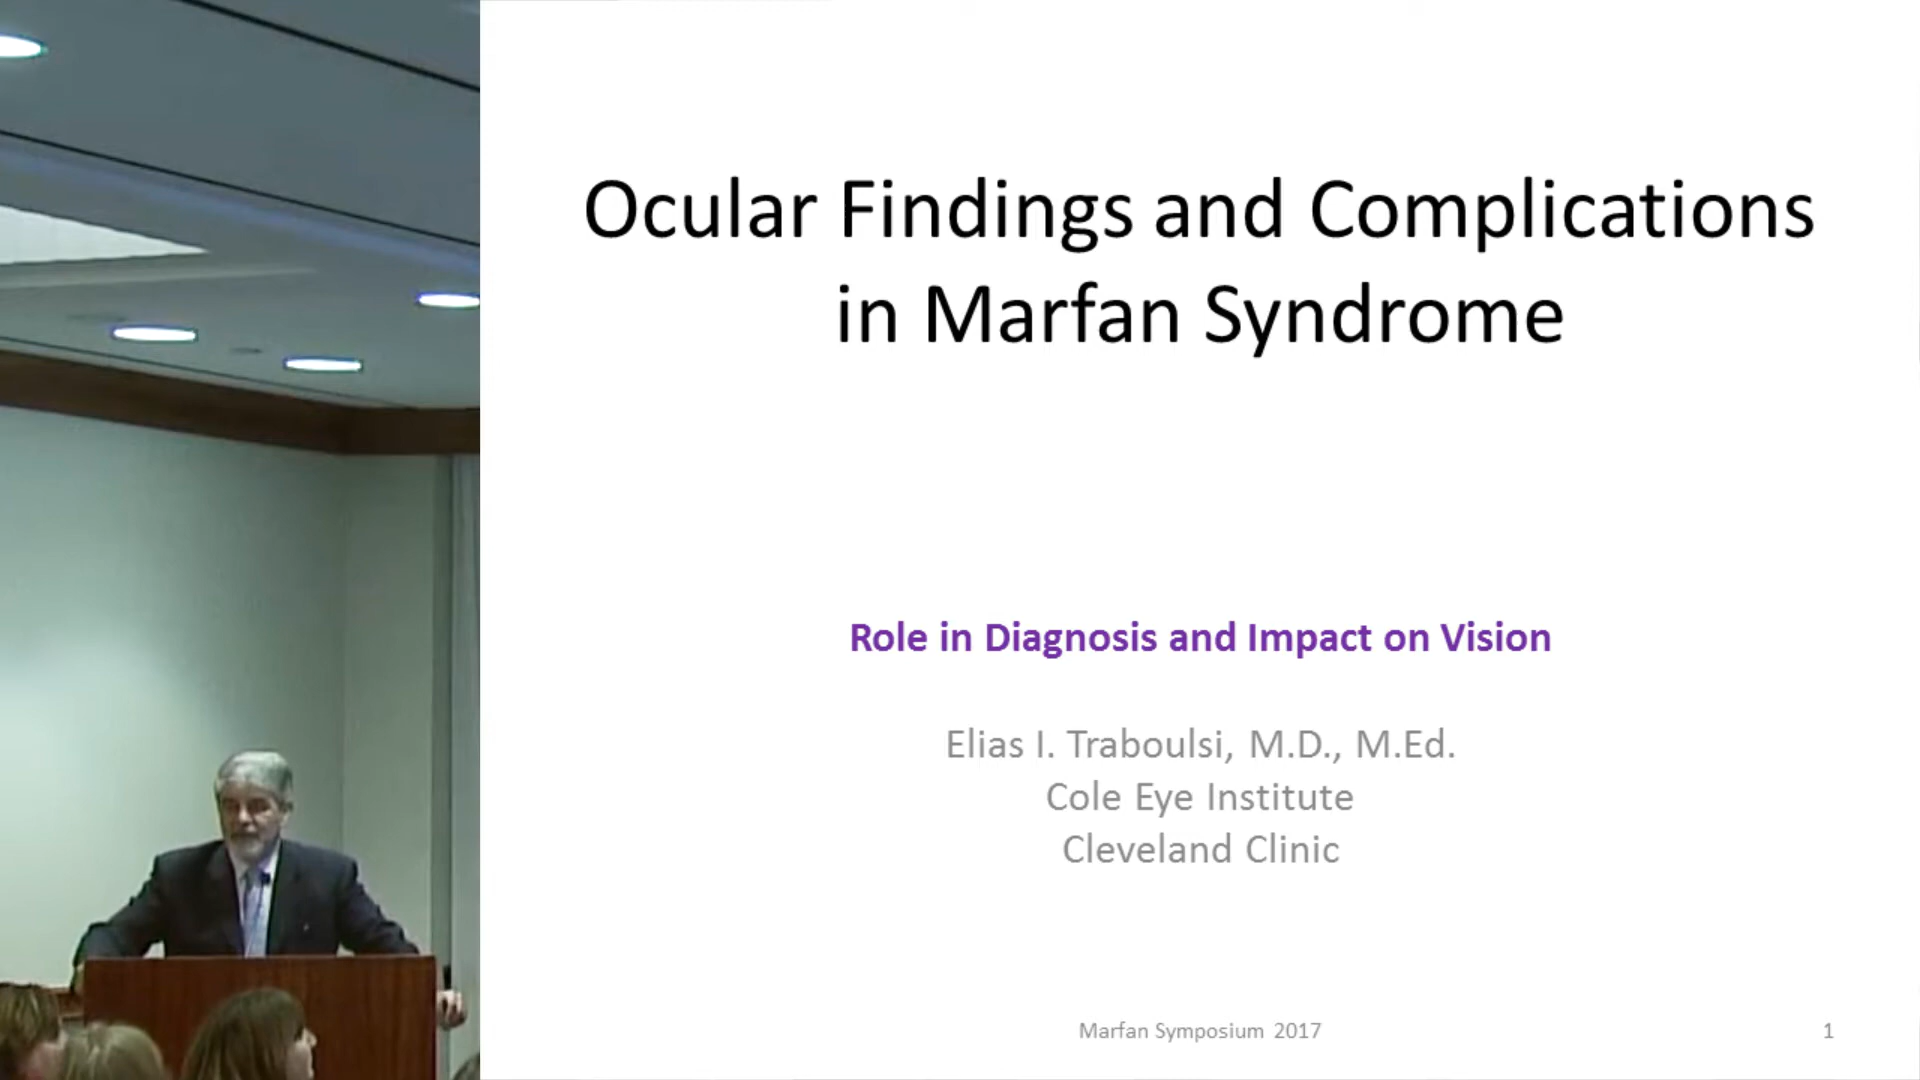 Ocular Findings and Complications
in Marfan Syndrome
Role in Diagnosis and Impact on Vision
Elias I. Traboulsi, M.D., M.Ed.
Cole Eye Institute
Cleveland Clinic
Marfan Symposium 2017
1